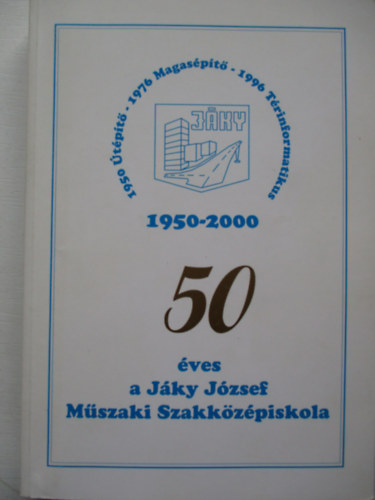 1950 Útépítő - 1976 Magasépítő - 1996 Térinformatikus
JÁKY
1950-2000
50
éves
a Jáky József
Műszaki Szakközépiskola